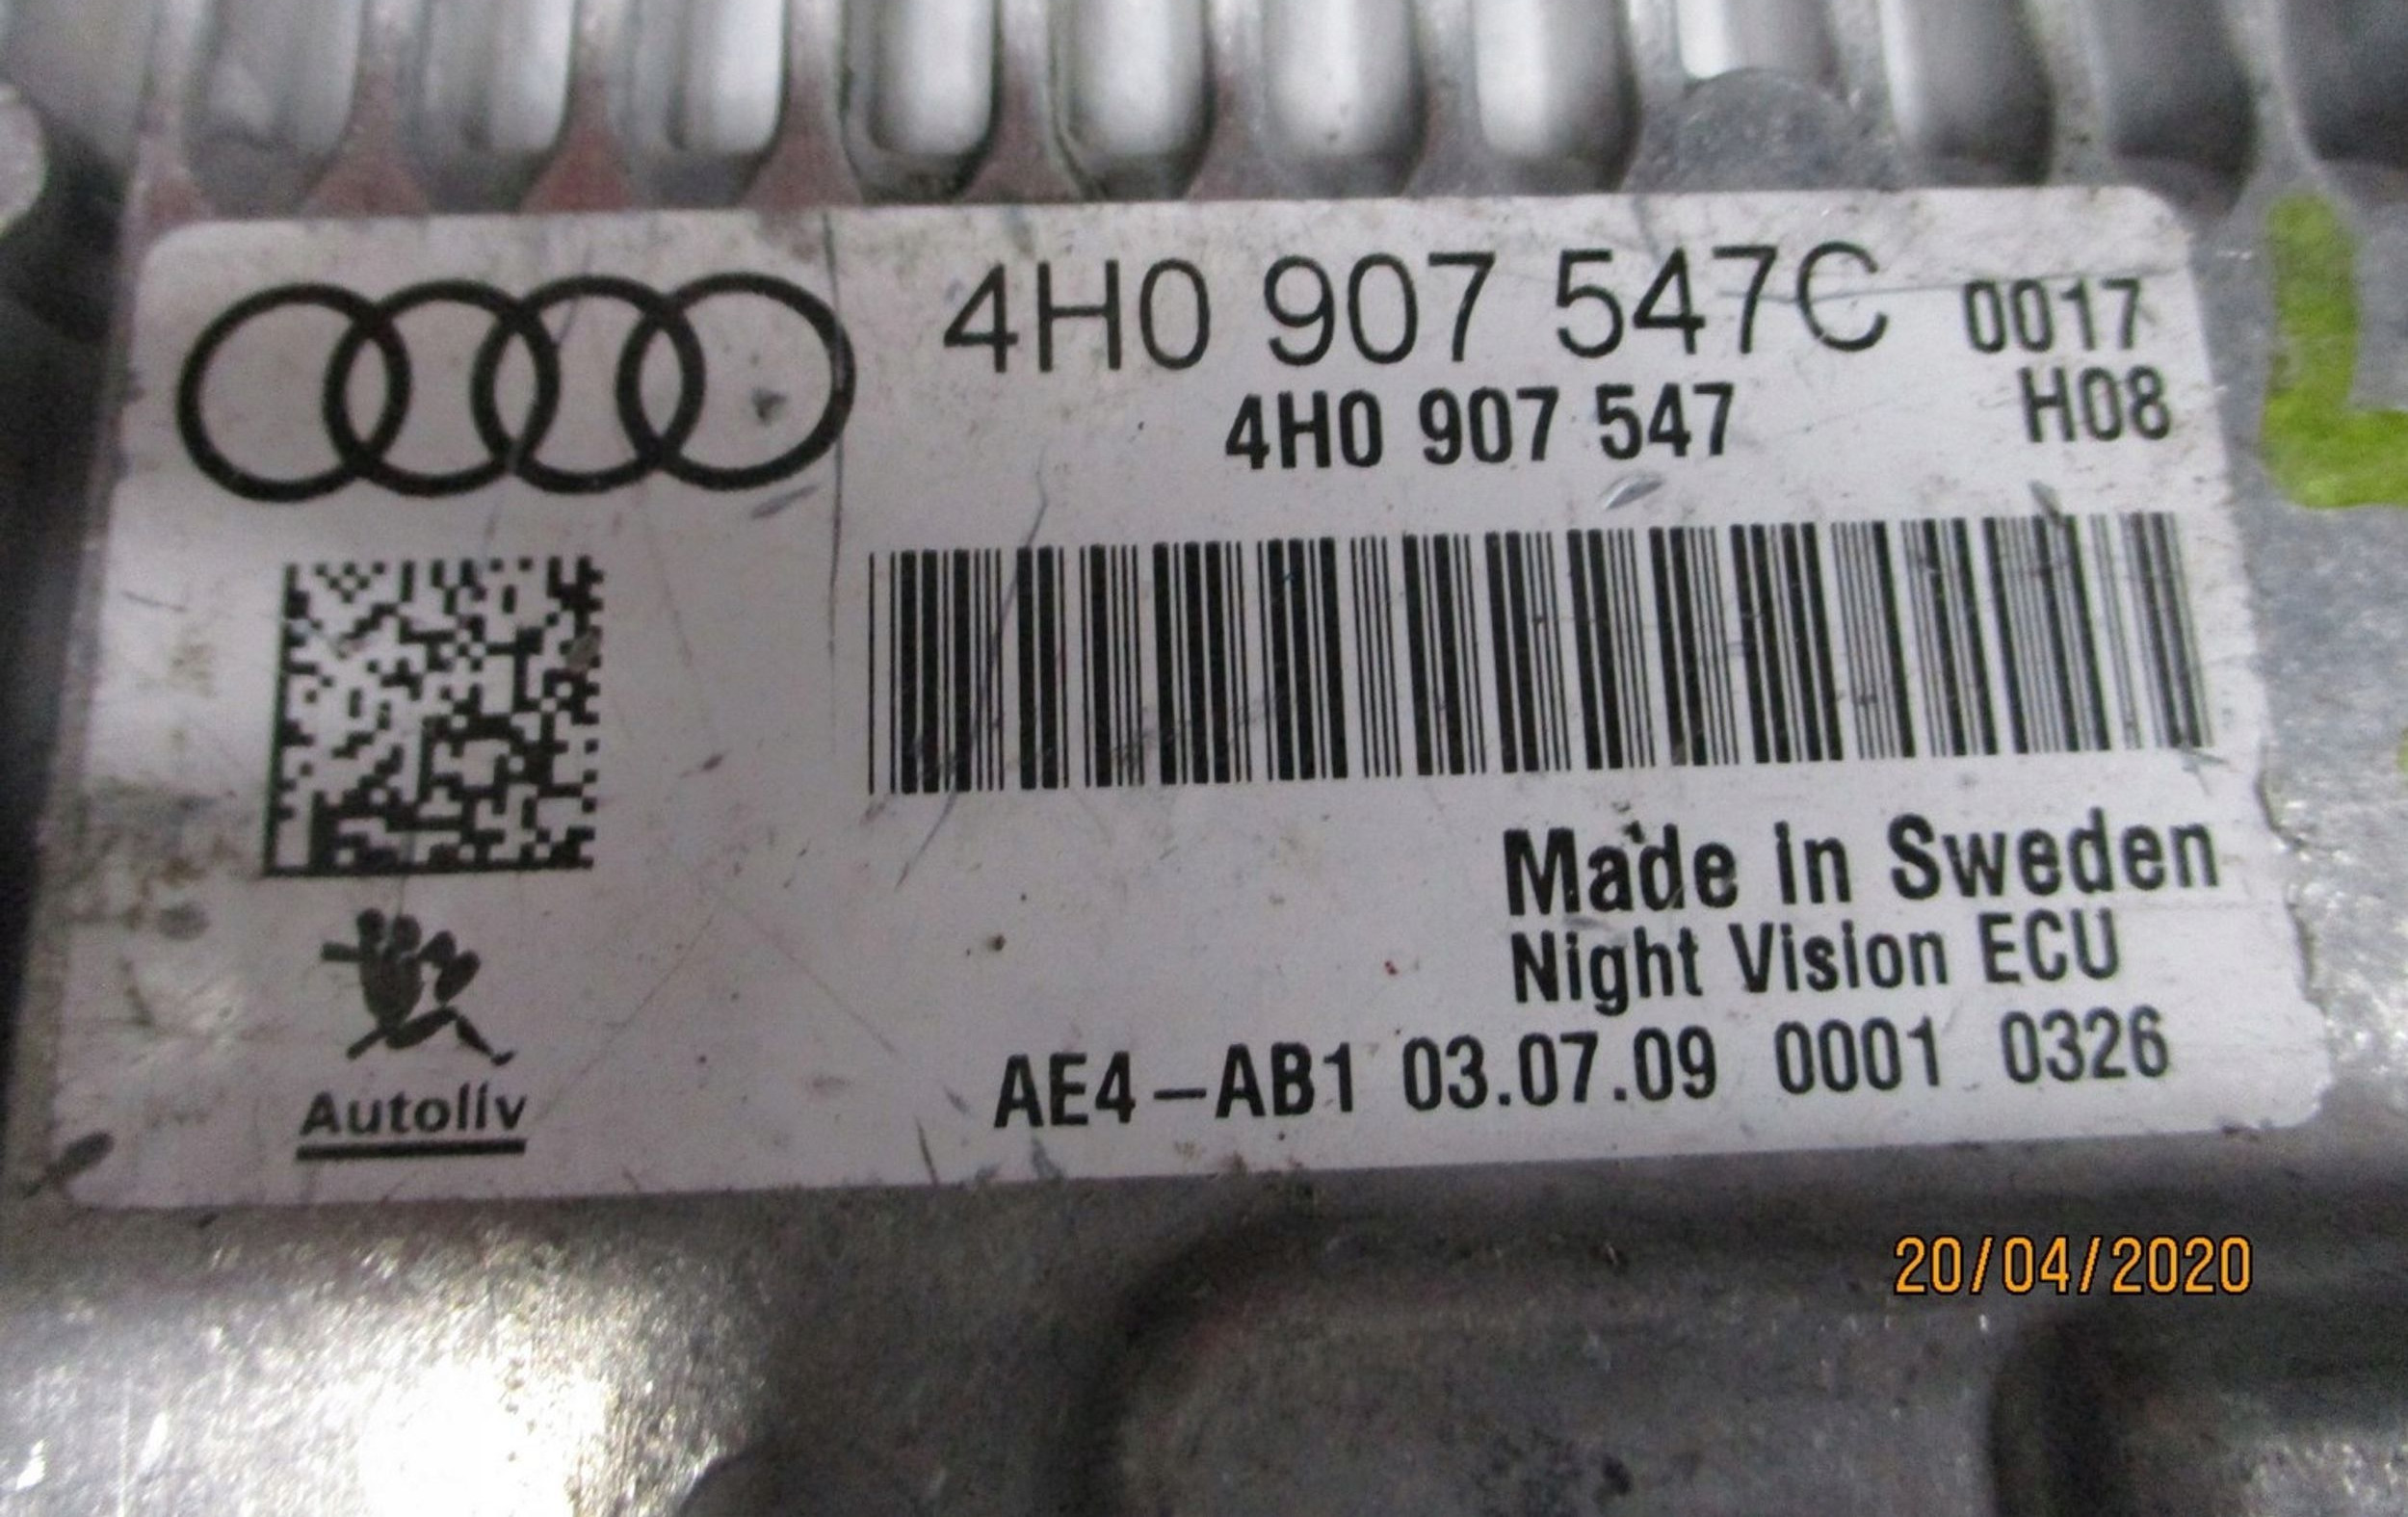 4H0 907 547C 0017
4H0 907 547 H08
Made in Sweden
Night Vision ECU
AE4-AB1 03.07.09 0001 0326
Autoliv
20/04/2020